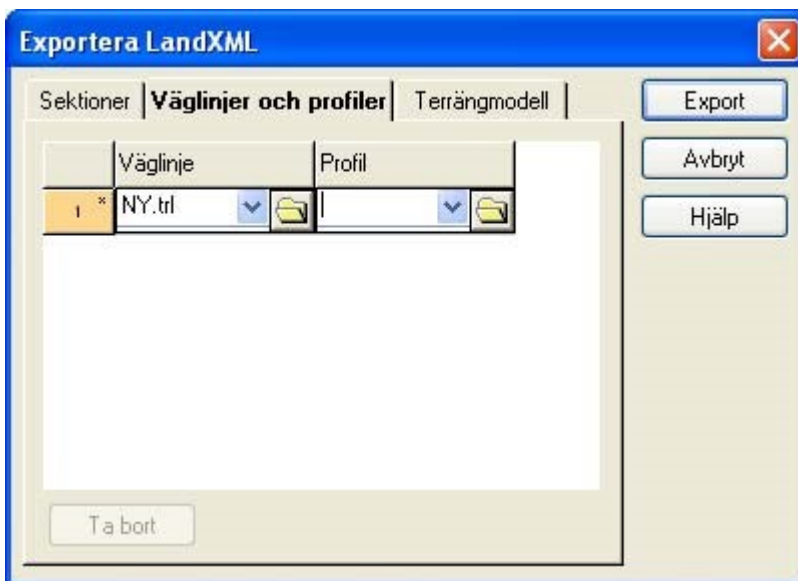 Exportera LandXML
Sektioner Väglinjer och profiler Terrängmodell
Export
Avbryt
Hjälp
Väglinje Profil
1 * NY.trl
Ta bort